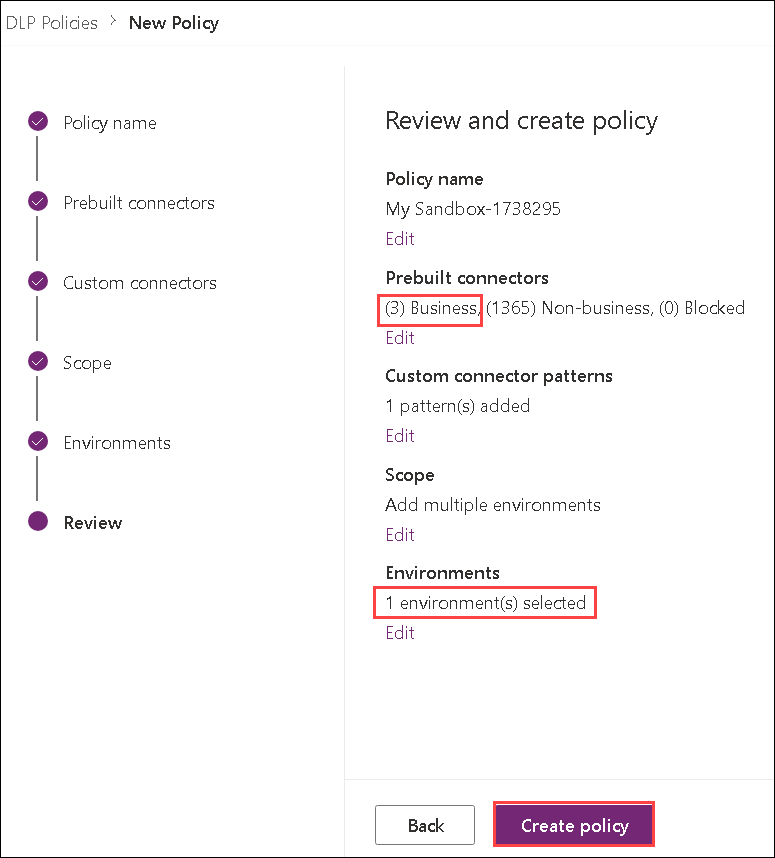 DLP Policies > New Policy
Policy name
Prebuilt connectors
Custom connectors
Scope
Environments
Review
Review and create policy
Policy name
My Sandbox-1738295
Edit
Prebuilt connectors
(3) Business, (1365) Non-business, (0) Blocked
Edit
Custom connector patterns
1 pattern(s) added
Edit
Scope
Add multiple environments
Edit
Environments
1 environment(s) selected
Edit
Back
Create policy